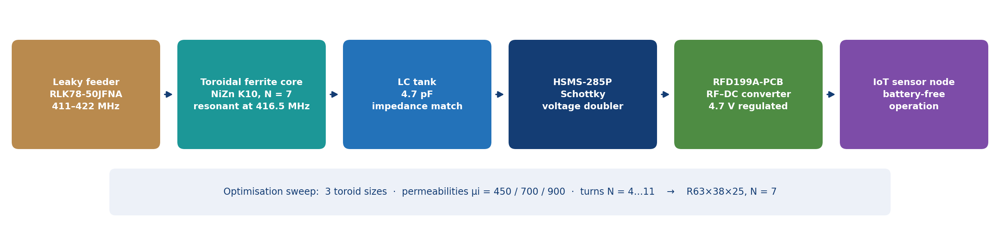 Leaky feeder
RLK78-50JFNA
411–422 MHz
Toroidal ferrite core
NiZn K10, N = 7
resonant at 416.5 MHz
LC tank
4.7 pF
impedance match
HSMS-285P
Schottky
voltage doubler
RFD199A-PCB
RF–DC converter
4.7 V regulated
IoT sensor node
battery-free
operation
Optimisation sweep: 3 toroid sizes · permeabilities μi = 450 / 700 / 900 · turns N = 4…11 → R63×38×25, N = 7